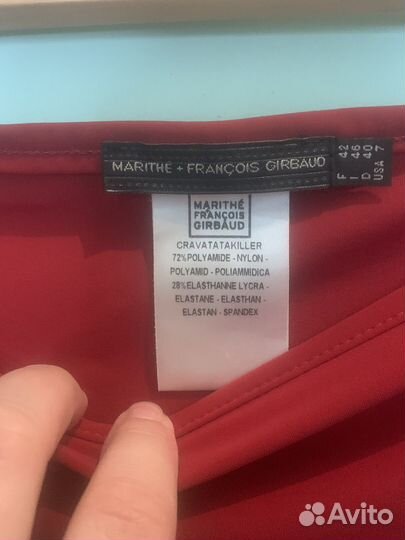 MARITHE + FRANÇOIS GIRBAUD
F 42
I 46
D 40
USA 7
MARITHÉ
FRANÇOIS
GIRBAUD
CRAVATATAKILLER
72%POLYAMIDE - NYLON -
POLYAMID - POLIAMMIDICA
28%ELASTHANNE LYCRA -
ELASTANE - ELASTHAN -
ELASTAN - SPANDEX
Avito